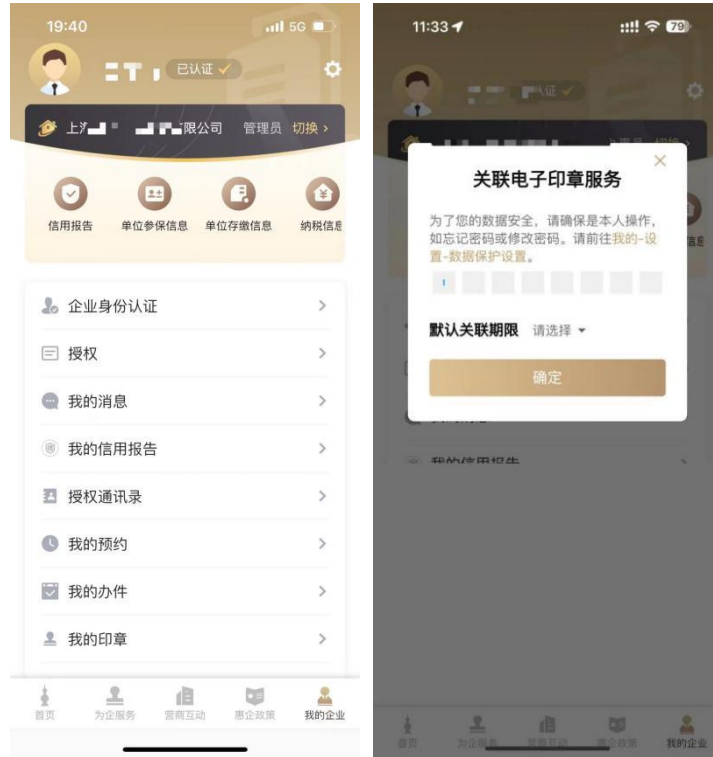 19:40
5G
已认证
限公司 管理员 切换 >
信用报告
单位参保信息
单位存缴信息
纳税信息
企业身份认证
授权
我的消息
我的信用报告
授权通讯录
我的预约
我的办件
我的印章
首页
为企服务
营商互动
惠企政策
我的企业
11:33
79
认证
关联电子印章服务
为了您的数据安全,请确保是本人操作,
如忘记密码或修改密码。请前往我的-设
置-数据保护设置。
默认关联期限 请选择
确定
我的信用报告
首页
为企服务
营商互动
惠企政策
我的企业